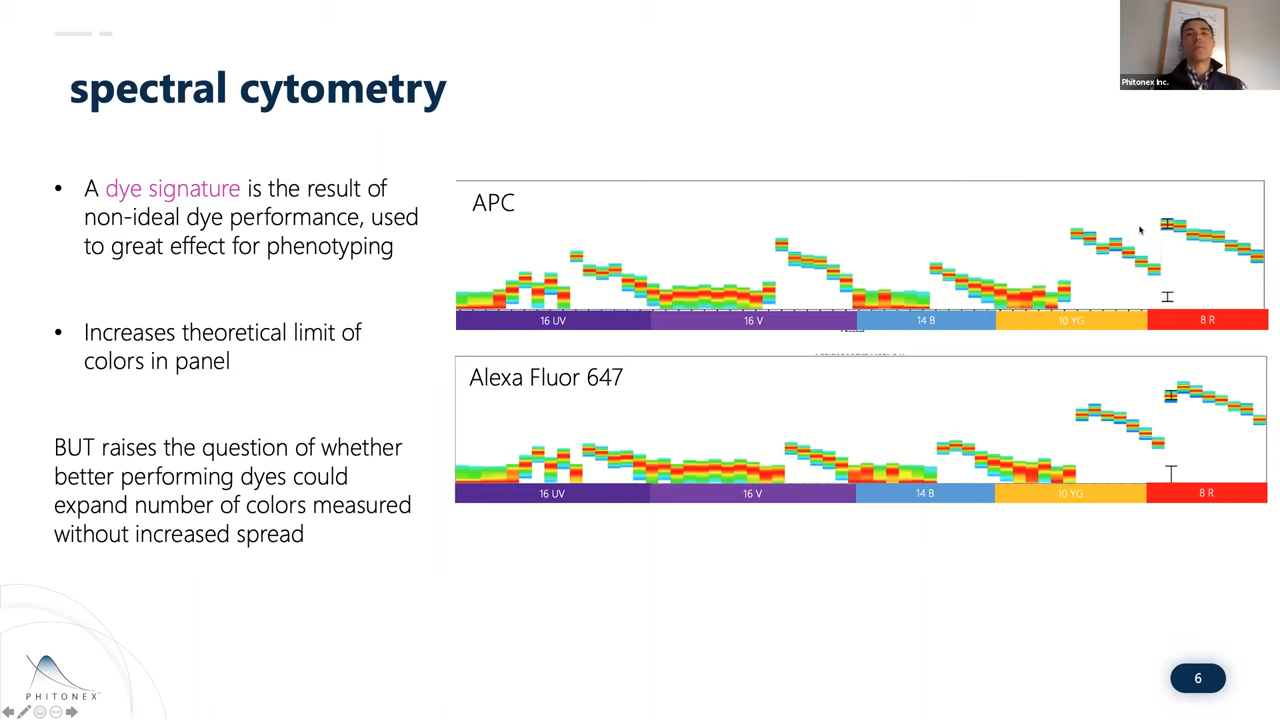 Phitonex Inc.
spectral cytometry
• A dye signature is the result of
non-ideal dye performance, used
to great effect for phenotyping
• Increases theoretical limit of
colors in panel
BUT raises the question of whether
better performing dyes could
expand number of colors measured
without increased spread
APC
16 UV 16 V 14 B 10 YG 8 R
Alexa Fluor 647
16 UV 16 V 14 B 10 YG 8 R
PHITONEX
6